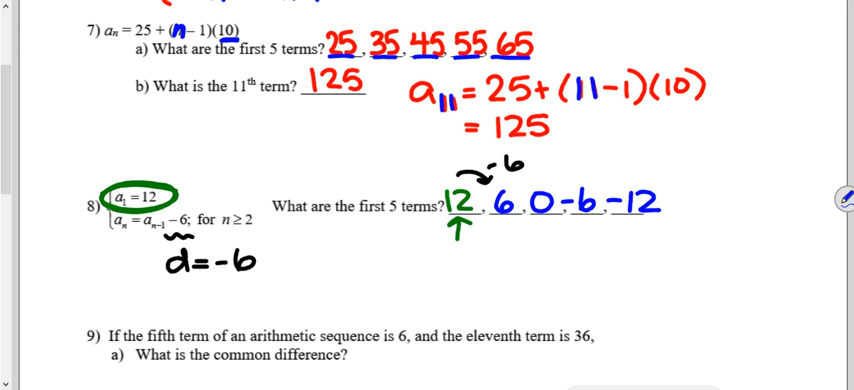 7) aₙ = 25 + (n – 1)(10)
a) What are the first 5 terms? 25, 35, 45, 55, 65
b) What is the 11th term? 125
a₁₁ = 25 + (11 - 1)(10)
= 125
-6
8) a₁ = 12
aₙ = aₙ₋₁ – 6; for n ≥ 2
What are the first 5 terms? 12, 6, 0, -6, -12
d = -6
9) If the fifth term of an arithmetic sequence is 6, and the eleventh term is 36,
a) What is the common difference?